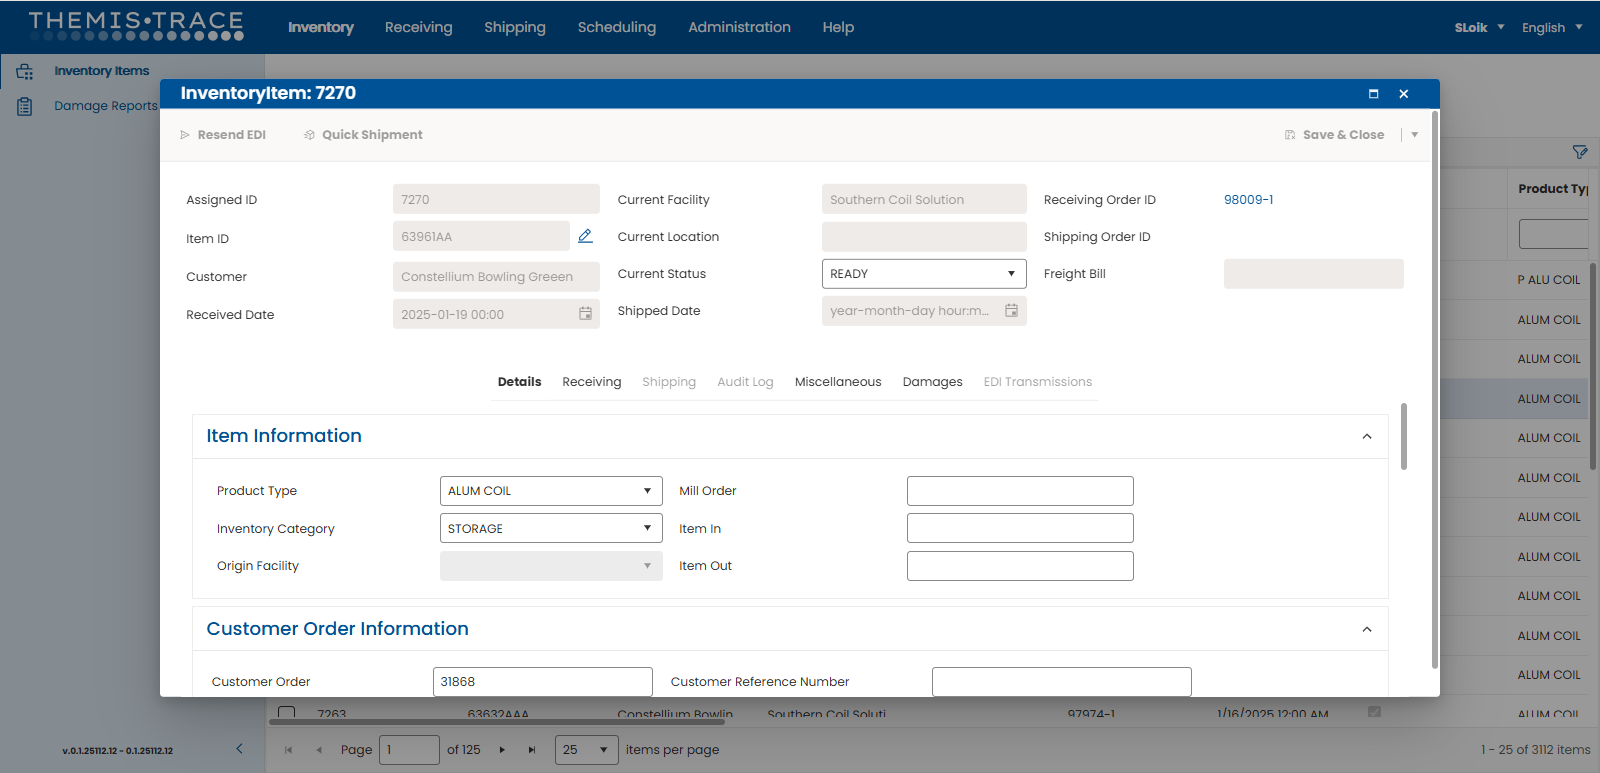 THEMIS•TRACE
Inventory Receiving Shipping Scheduling Administration Help
SLoik English
Inventory Items
Damage Reports
InventoryItem: 7270
Resend EDI Quick Shipment Save & Close
Assigned ID 7270 Current Facility Southern Coil Solution Receiving Order ID 98009-1
Item ID 63961AA Current Location Shipping Order ID
Customer Constellium Bowling Greeen Current Status READY Freight Bill
Received Date 2025-01-19 00:00 Shipped Date year-month-day hour:m...
Details Receiving Shipping Audit Log Miscellaneous Damages EDI Transmissions
Item Information
Product Type ALUM COIL Mill Order
Inventory Category STORAGE Item In
Origin Facility Item Out
Customer Order Information
Customer Order 31868 Customer Reference Number
Product Typ
P ALU COIL
ALUM COIL
ALUM COIL
ALUM COIL
ALUM COIL
ALUM COIL
ALUM COIL
ALUM COIL
ALUM COIL
ALUM COIL
ALUM COIL
7263 63632AAA Constellium Bowlin Southern Coil Soluti 97974-1 1/16/2025 12:00 AM ALUM COIL
v.0.1.25112.12 - 0.1.25112.12
Page 1 of 125 25 items per page 1 - 25 of 3112 items